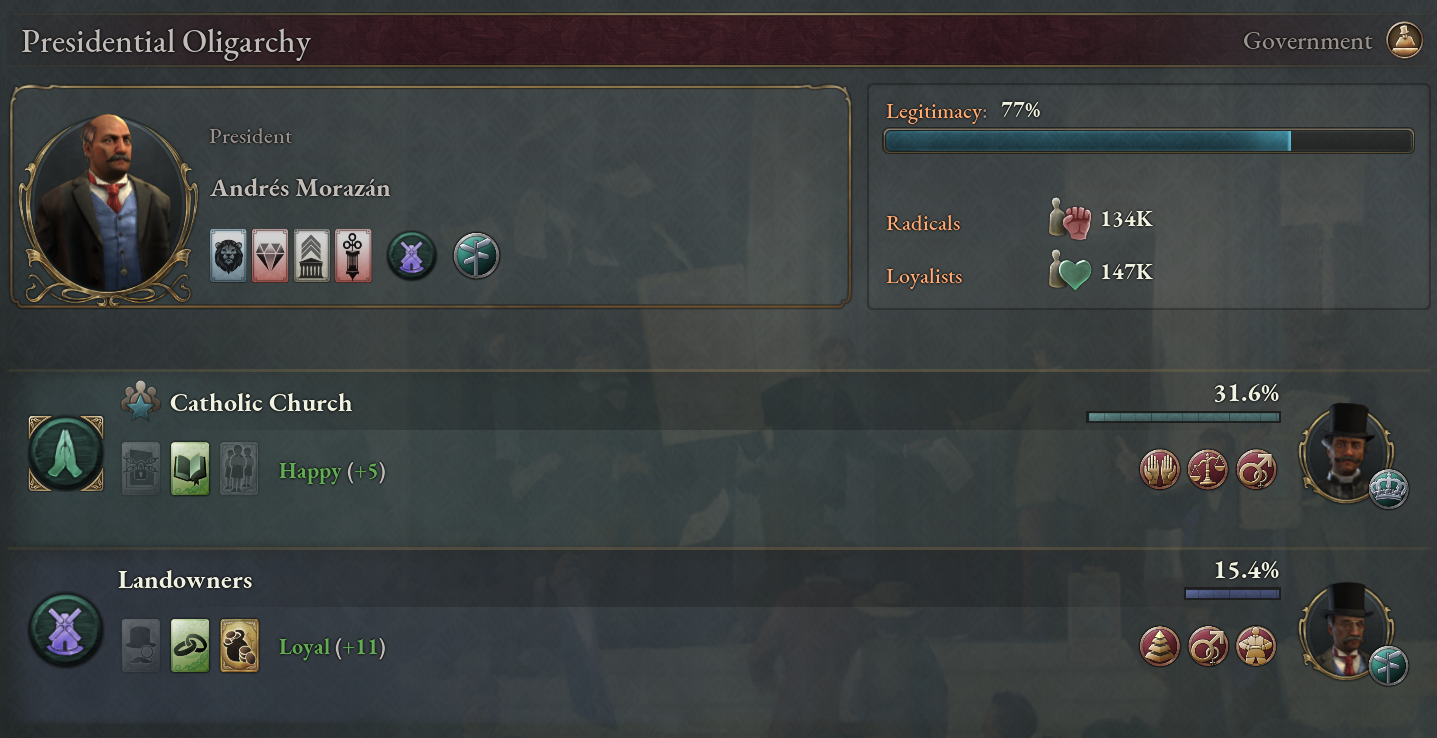 Presidential Oligarchy
Government
President
Andrés Morazán
Legitimacy: 77%
Radicals 134K
Loyalists 147K
Catholic Church
31.6%
Happy (+5)
Landowners
15.4%
Loyal (+11)